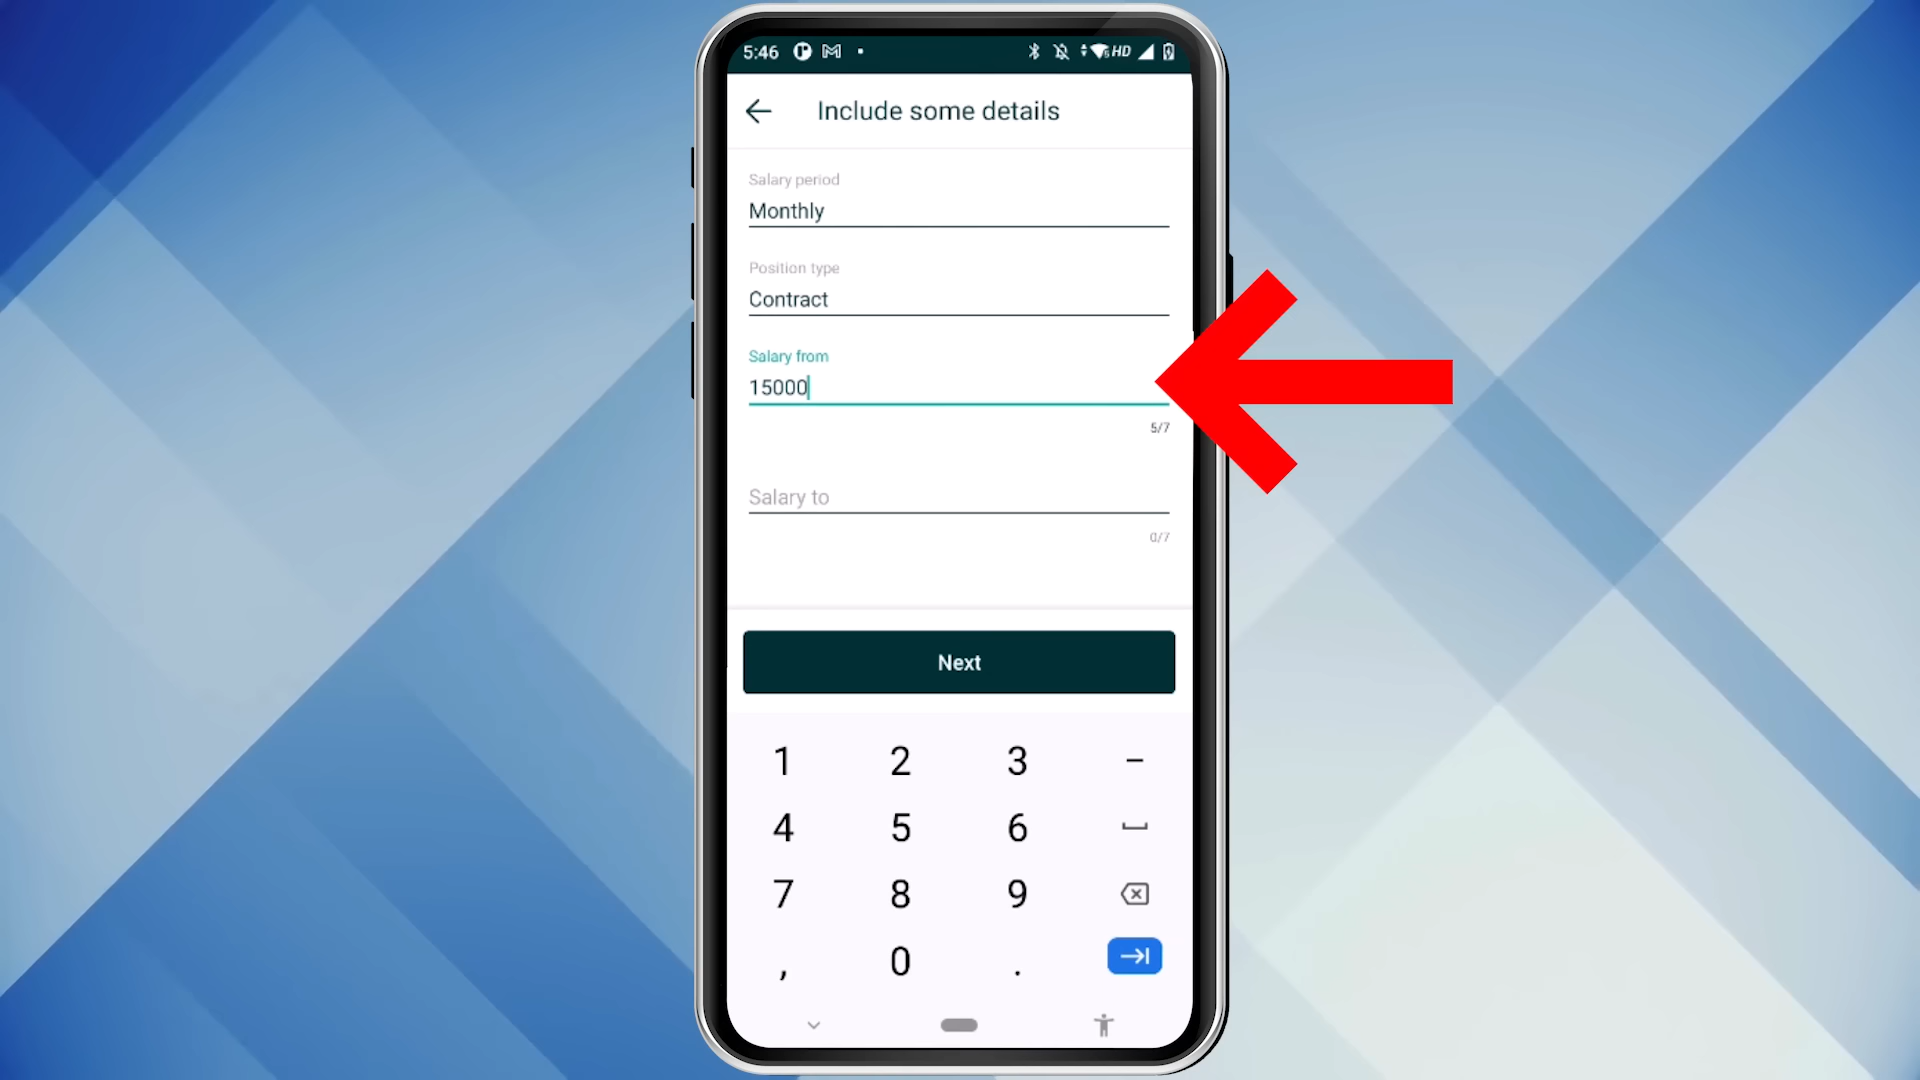 5:46 HD
Include some details
Salary period
Monthly
Position type
Contract
Salary from
15000
5/7
Salary to
0/7
Next
1 2 3 –
4 5 6
7 8 9
, 0 .